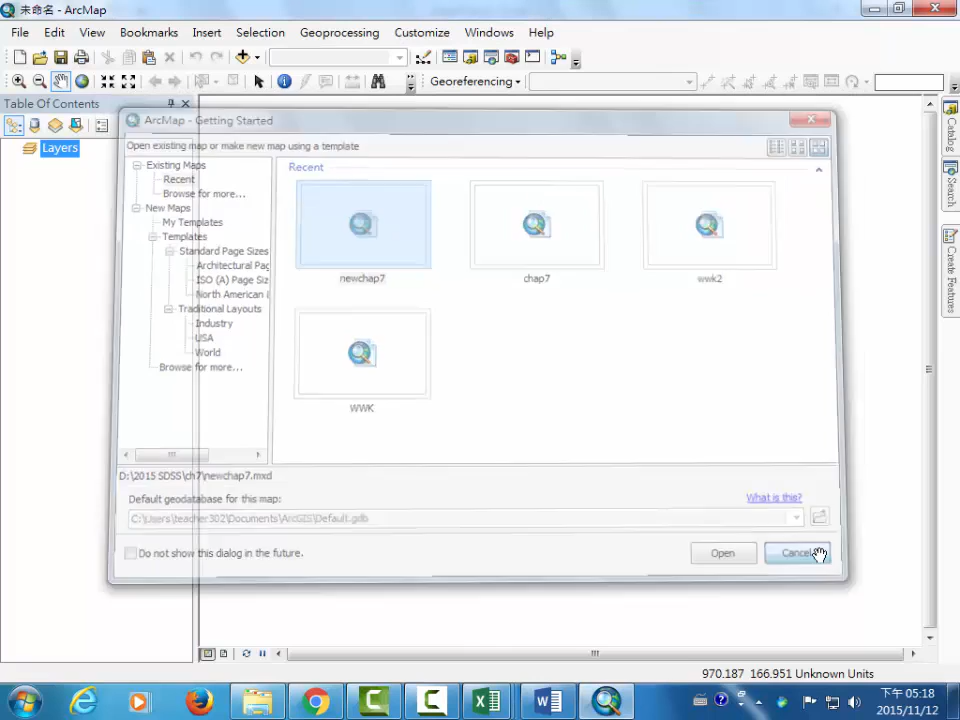 未命名 - ArcMap
File Edit View Bookmarks Insert Selection Geoprocessing Customize Windows Help
Georeferencing
Table Of Contents
Layers
ArcMap - Getting Started
Open existing map or make new map using a template
Existing Maps
Recent
Browse for more...
New Maps
My Templates
Templates
Standard Page Sizes
Architectural Pag
ISO (A) Page Size
North American
Traditional Layouts
Industry
USA
World
Browse for more...
Recent
newchap7
chap7
wwk2
WWK
D:\2015 SDSS\ch7\newchap7.mxd
Default geodatabase for this map:
What is this?
C:\Users\teacher302\Documents\ArcGIS\Default.gdb
Do not show this dialog in the future.
Open
Cancel
Catalog
Search
Create Features
970.187 166.951 Unknown Units
下午 05:18
2015/11/12